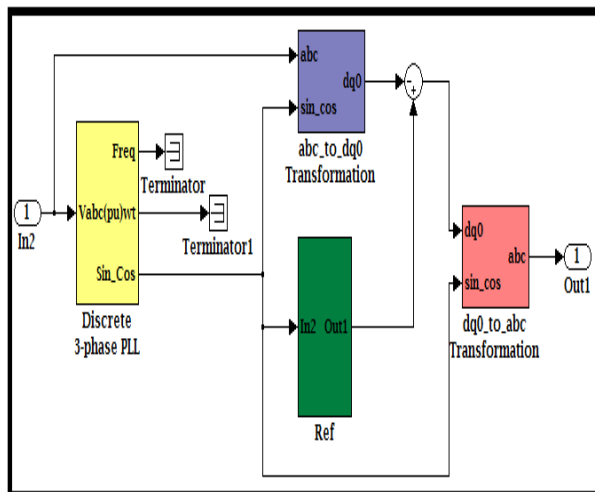 abc
dq0
sin_cos
abc_to_dq0
Transformation
-
+
Freq
Vabc(pu)
wt
Sin_Cos
Discrete
3-phase PLL
Terminator
Terminator1
1
In2
In2
Out1
Ref
dq0
abc
sin_cos
dq0_to_abc
Transformation
1
Out1